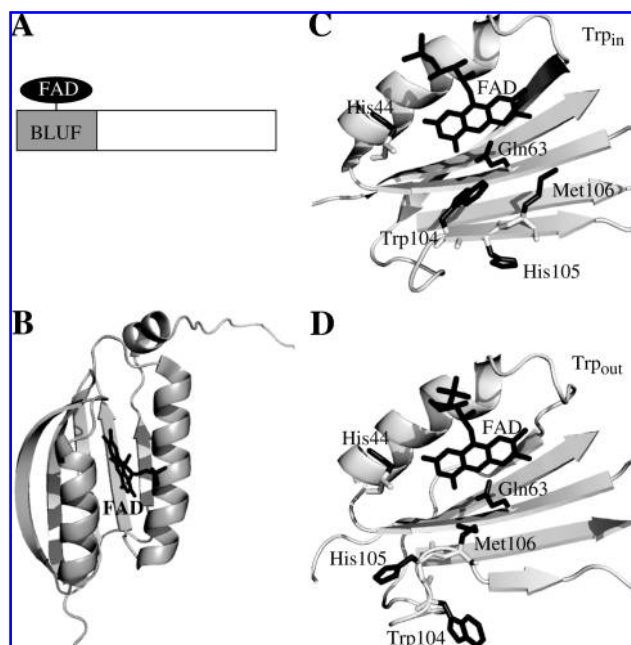 A
FAD
BLUF
B
FAD
C
Trpin
His44
FAD
Gln63
Met106
Trp104
His105
D
Trpout
His44
FAD
Gln63
Met106
His105
Trp104